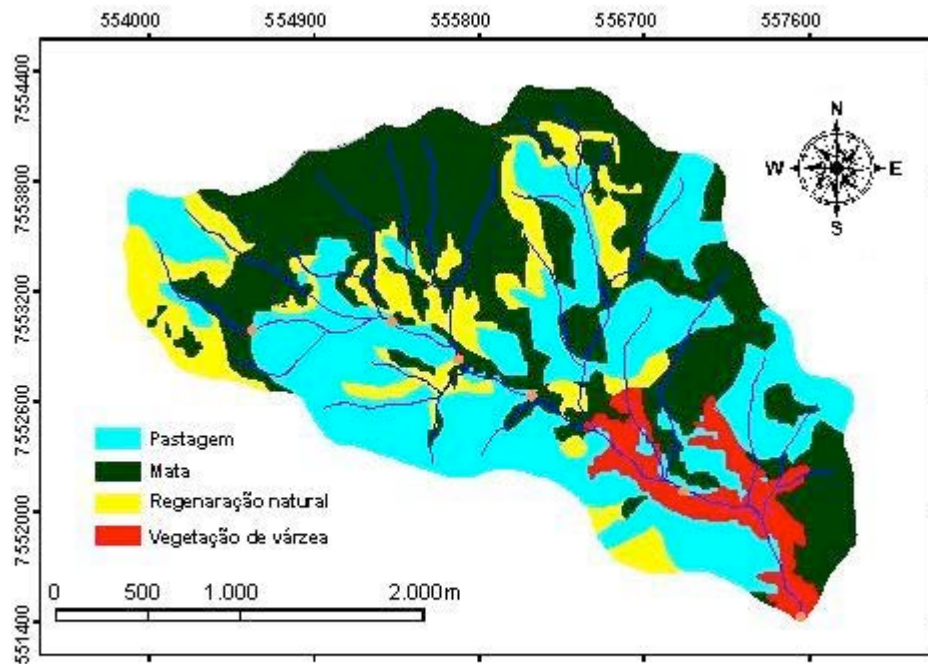 554000 554900 555800 556700 557600
7554400
7553800
7553200
7552600
7552000
551400
N
W E
S
Pastagem
Mata
Regenaração natural
Vegetação de várzea
0 500 1.000 2.000m